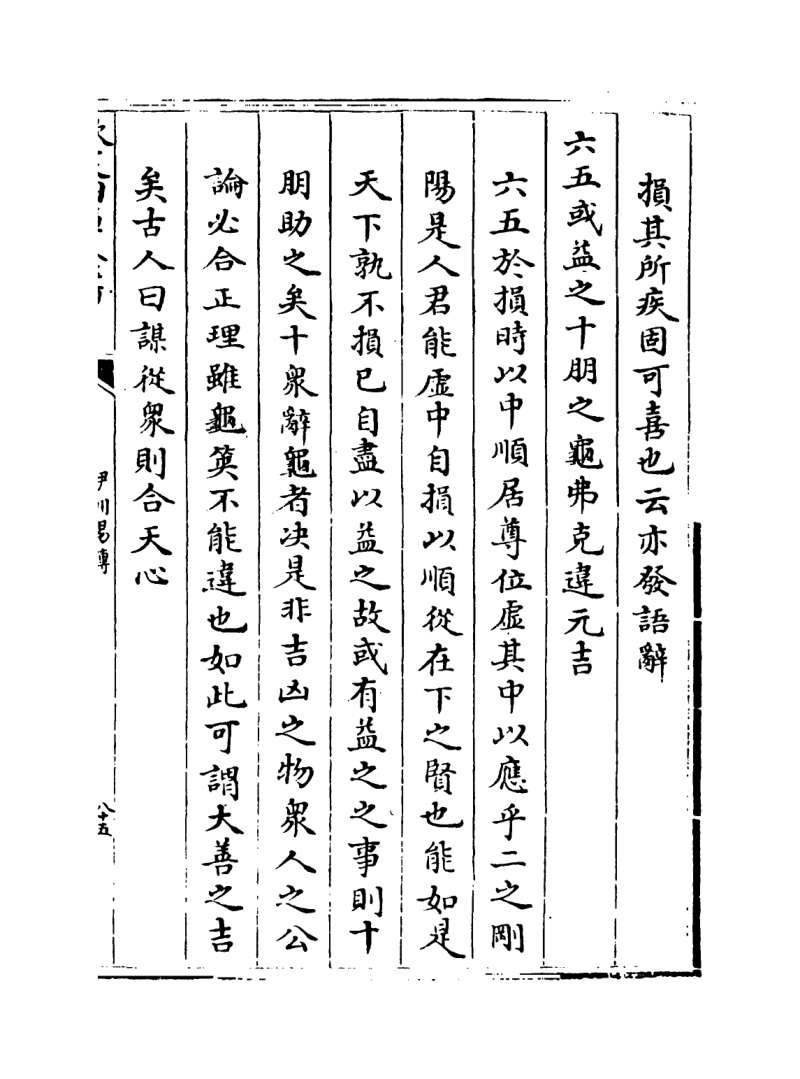 損其所疾固可喜也云亦發語辭
六五或益之十朋之龜弗克違元吉
六五於損時以中順居尊位虛其中以應乎二之剛
陽是人君能虛中自損以順從在下之賢也能如是
天下孰不損已自盡以益之故或有益之之事則十
朋助之矣十衆辭龜者决是非吉凶之物衆人之公
論必合正理雖龜筴不能違也如此可謂大善之吉
矣古人曰謀從衆則合天心
伊川易傳
八十五